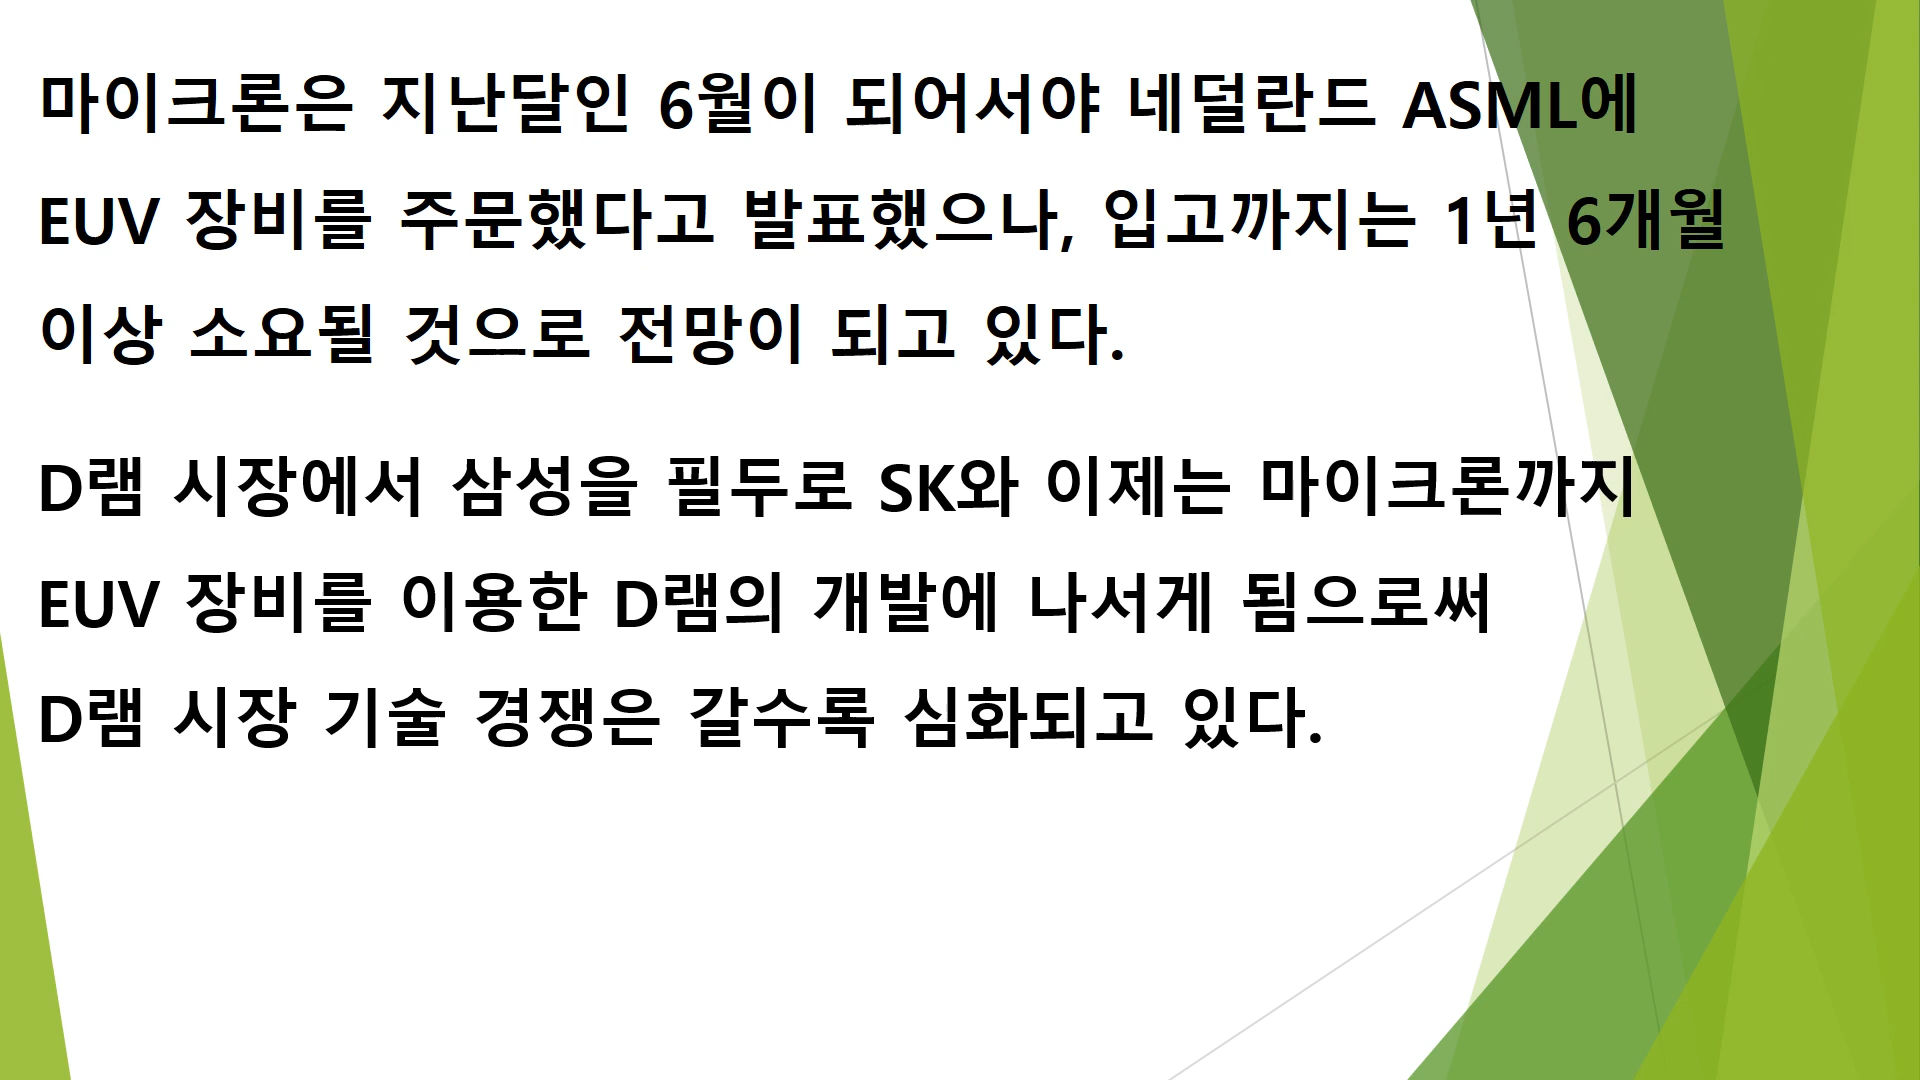 마이크론은 지난달인 6월이 되어서야 네덜란드 ASML에
EUV 장비를 주문했다고 발표했으나, 입고까지는 1년 6개월
이상 소요될 것으로 전망이 되고 있다.
D램 시장에서 삼성을 필두로 SK와 이제는 마이크론까지
EUV 장비를 이용한 D램의 개발에 나서게 됨으로써
D램 시장 기술 경쟁은 갈수록 심화되고 있다.